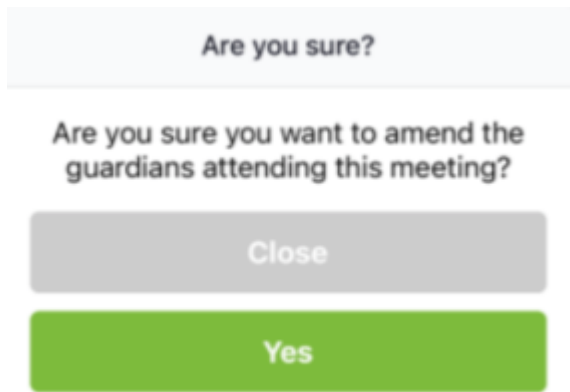 Are you sure?
Are you sure you want to amend the
guardians attending this meeting?
Close
Yes